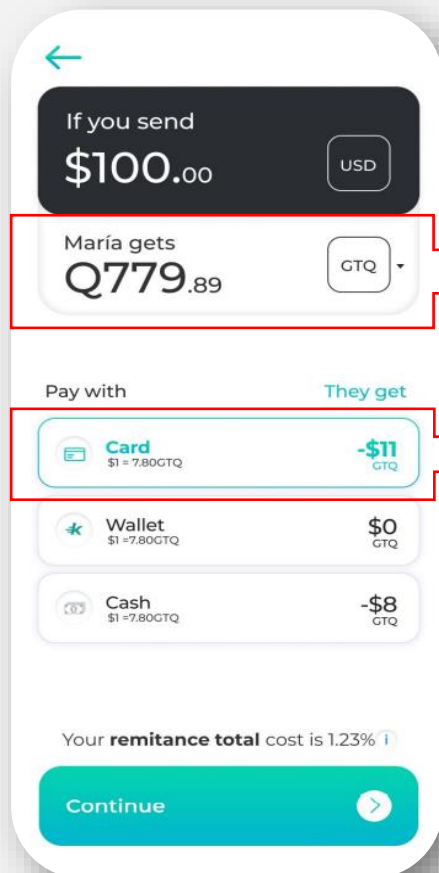 If you send
$100.00 USD
María gets
Q779.89 GTQ
Pay with They get
Card -$11
$1 = 7.80GTQ GTQ
Wallet $0
$1 =7.80GTQ GTQ
Cash -$8
$1 =7.80GTQ GTQ
Your remitance total cost is 1.23% i
Continue